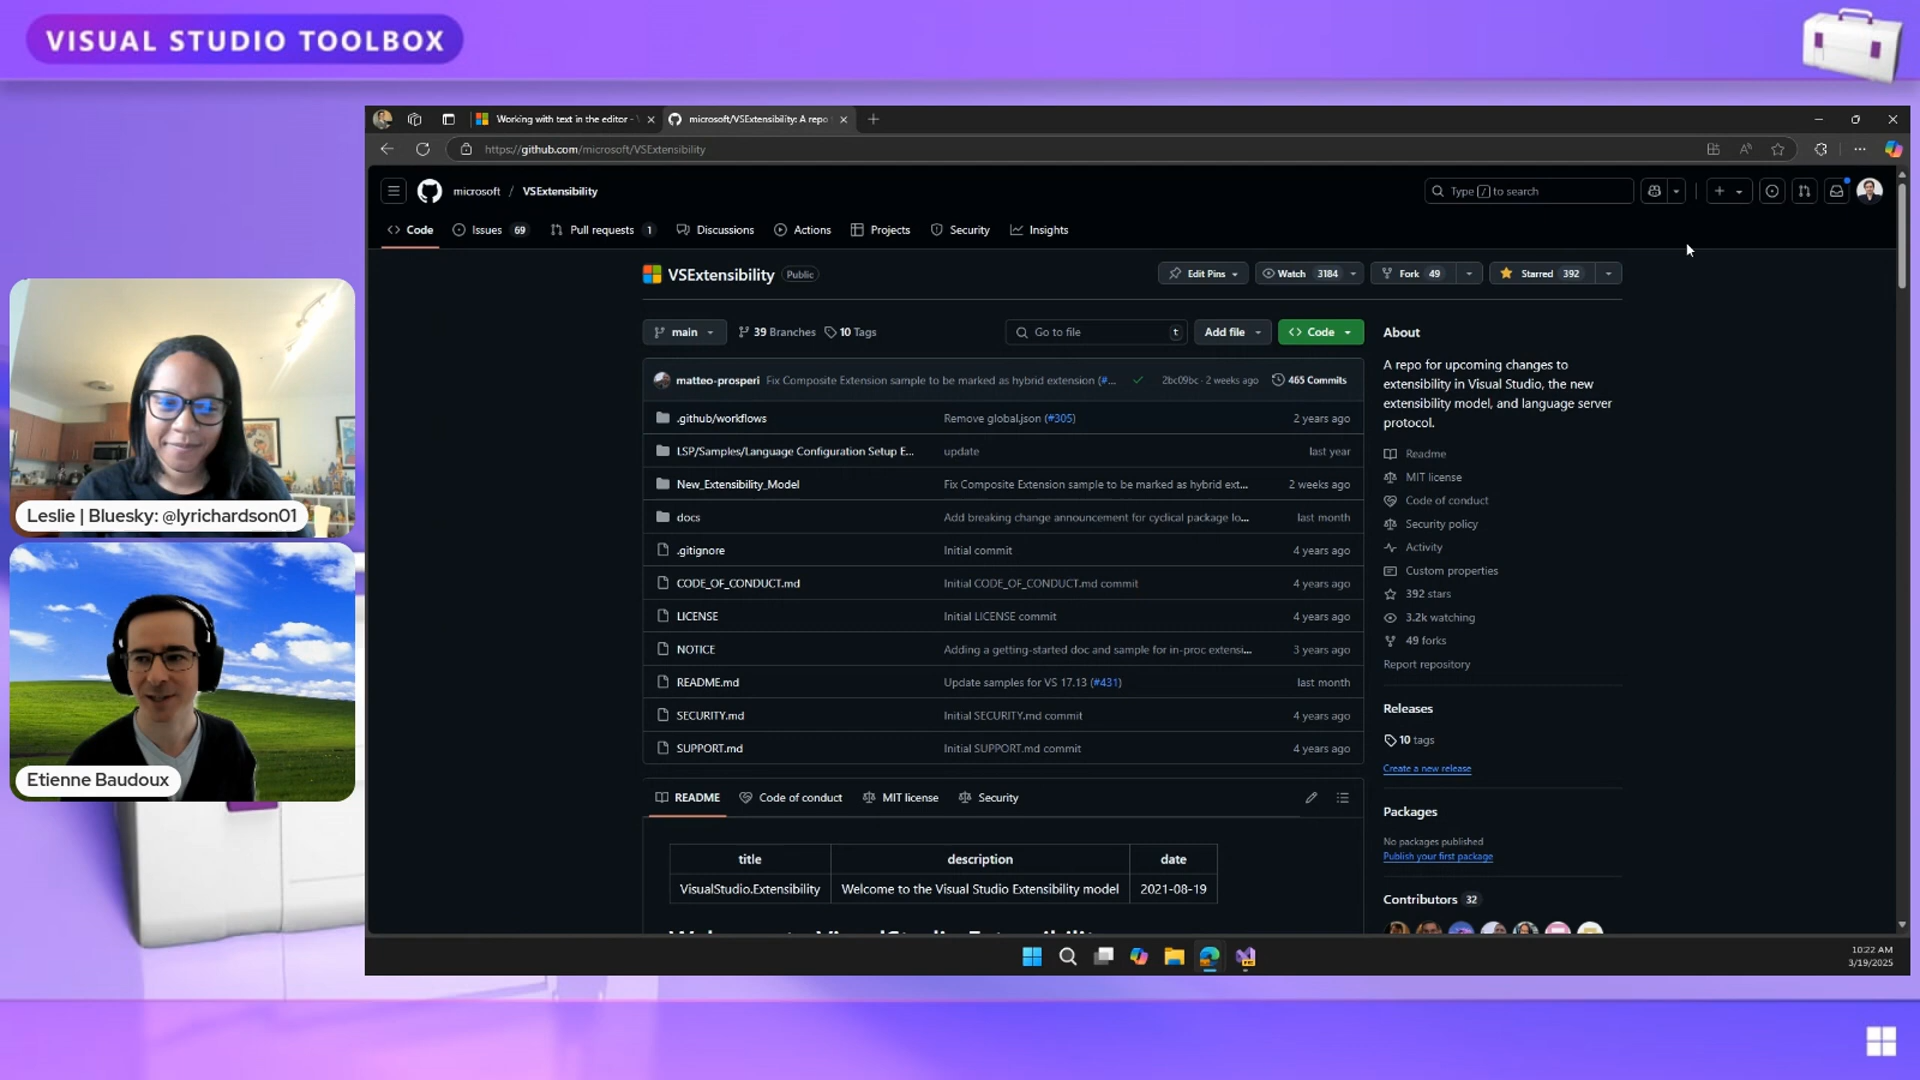 VISUAL STUDIO TOOLBOX
Working with text in the editor -
microsoft/VSExtensibility: A repo
https://github.com/microsoft/VSExtensibility
microsoft / VSExtensibility
Type / to search
Code
Issues 69
Pull requests 1
Discussions
Actions
Projects
Security
Insights
VSExtensibility Public
Edit Pins
Watch 3184
Fork 49
Starred 392
main
39 Branches
10 Tags
Go to file t
Add file
Code
matteo-prosperi Fix Composite Extension sample to be marked as hybrid extension (#... 2bc09bc · 2 weeks ago 465 Commits
.github/workflows Remove global.json (#305) 2 years ago
LSP/Samples/Language Configuration Setup E... update last year
New_Extensibility_Model Fix Composite Extension sample to be marked as hybrid ext... 2 weeks ago
docs Add breaking change announcement for cyclical package lo... last month
.gitignore Initial commit 4 years ago
CODE_OF_CONDUCT.md Initial CODE_OF_CONDUCT.md commit 4 years ago
LICENSE Initial LICENSE commit 4 years ago
NOTICE Adding a getting-started doc and sample for in-proc extensi... 3 years ago
README.md Update samples for VS 17.13 (#431) last month
SECURITY.md Initial SECURITY.md commit 4 years ago
SUPPORT.md Initial SUPPORT.md commit 4 years ago
README
Code of conduct
MIT license
Security
title description date
VisualStudio.Extensibility Welcome to the Visual Studio Extensibility model 2021-08-19
About
A repo for upcoming changes to
extensibility in Visual Studio, the new
extensibility model, and language server
protocol.
Readme
MIT license
Code of conduct
Security policy
Activity
Custom properties
392 stars
3.2k watching
49 forks
Report repository
Releases
10 tags
Create a new release
Packages
No packages published
Publish your first package
Contributors 32
Leslie | Bluesky: @lyrichardson01
Etienne Baudoux
10:22 AM
3/19/2025